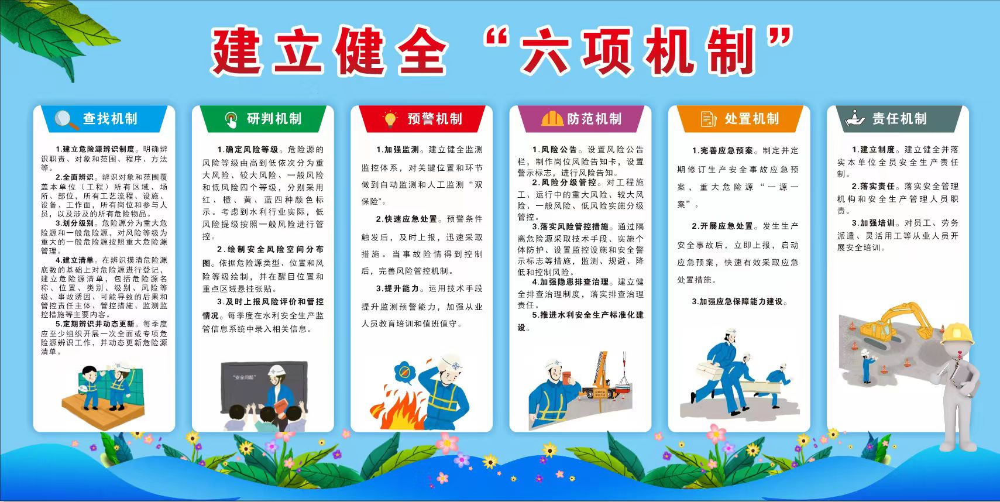 建立健全“六项机制”
查找机制
1.建立危险源辨识制度。明确辨
识职责、对象和范围、程序、方法
等。
2.全面辨识。辨识对象和范围覆
盖本单位（工程）所有区域、场
所、部位，所有工艺流程、设施、
设备、工作面，所有岗位和参与人
员，以及涉及的所有危险物品。
3.划分级别。危险源分为重大危
险源和一般危险源，对风险等级为
重大的一般危险源按照重大危险源
管理。
4.建立清单。在辨识摸清危险源
底数的基础上对危险源进行登记，
建立危险源清单，包括危险源名
称、位置、类别、级别、风险等
级、事故诱因、可能导致的后果和
管控责任主体、管控措施、监测监
控措施等主要内容。
5.定期辨识并动态更新。每季度
应至少组织开展一次全面或专项危
险源辨识工作，并动态更新危险源
清单。
研判机制
1.确定风险等级。危险源的
风险等级由高到低依次分为重
大风险、较大风险、一般风险
和低风险四个等级，分别采用
红、橙、黄、蓝四种颜色标
示。考虑到水利行业实际，低
风险提级按照一般风险进行管
控。
2.绘制安全风险空间分布
图。依据危险源类型、位置和风
险等级绘制，并在醒目位置和
重点区域悬挂张贴。
3.及时上报风险评价和管控
情况。每季度在水利安全生产监
管信息系统中录入相关信息。
“安全问题”
预警机制
1.加强监测。建立健全监测
监控体系，对关键位置和环节
做到自动监测和人工监测“双
保险“。
2.快速应急处置。预警条件
触发后，及时上报，迅速采取
措施。当事故险情得到控制
后，完善风险管控机制。
3.提升能力。运用技术手段
提升监测预警能力，加强从业
人员教育培训和值班值守。
防范机制
1.风险公告。设置风险公告
栏，制作岗位风险告知卡，设置
警示标志，进行风险告知。
2.风险分级管控。对工程施
工、运行中的重大风险、较大风
险、一般风险、低风险实施分级
管控。
3.落实风险管控措施。通过隔
离危险源采取技术手段、实施个
体防护、设置监控设施和安全警
示标志等措施，监测、规避、降
低和控制风险。
4.加强隐患排查治理。建立健
全排查治理制度，落实排查治理
责任。
5.推进水利安全生产标准化建
设。
处置机制
1.完善应急预案。制定并定
期修订生产安全事故应急预
案，重大危险源“一源一
案”。
2.开展应急处置。发生生产
安全事故后，立即上报，启动
应急预案，快速有效采取应急
处置措施。
3.加强应急保障能力建设。
责任机制
1.建立制度。建立健全并落
实本单位全员安全生产责任
制。
2.落实责任。落实安全管理
机构和安全生产管理人员职
责。
3.加强培训。对员工、劳务
派遣、灵活用工等从业人员开
展安全培训。